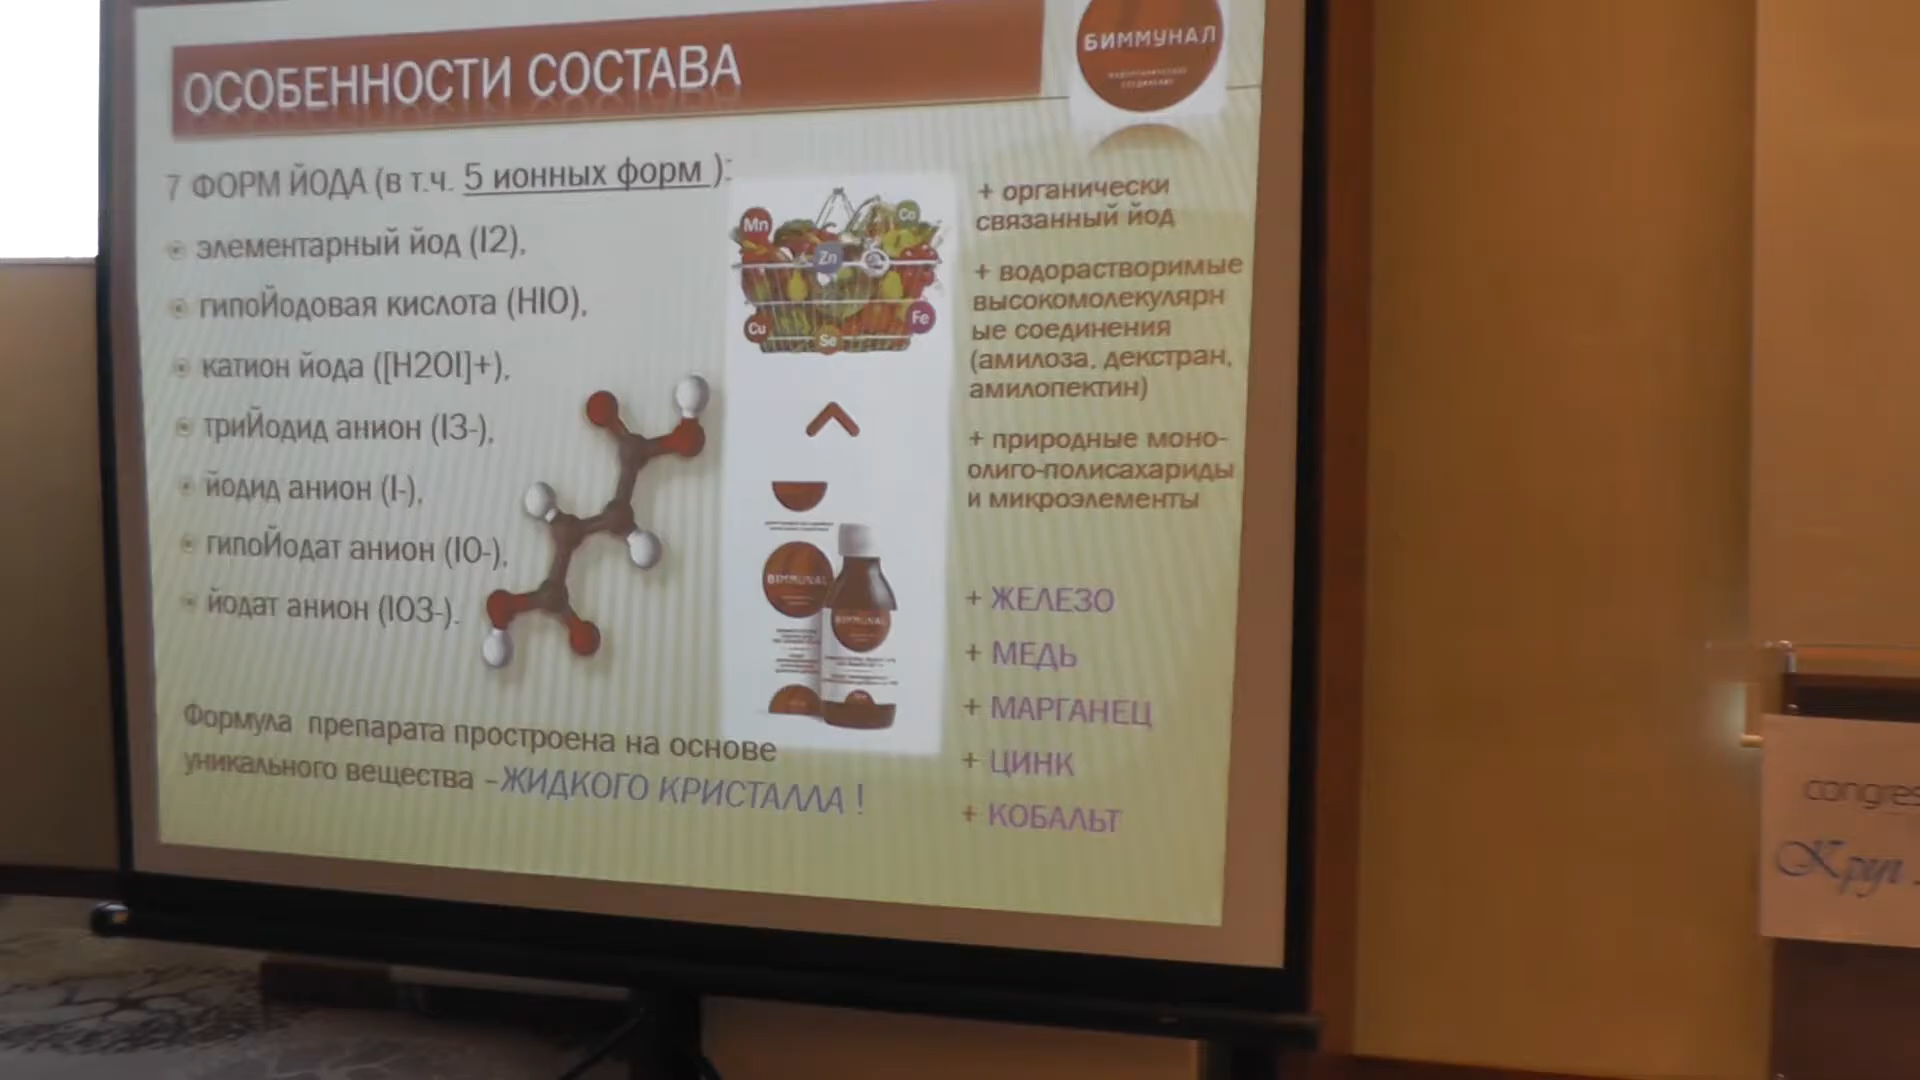 ОСОБЕННОСТИ СОСТАВА
БИММУНАЛ
7 ФОРМ ЙОДА (в т.ч. 5 ионных форм ):
элементарный йод (I2),
гипоЙодовая кислота (HIO),
катион йода ([H2OI]+),
триЙодид анион (I3-),
йодид анион (I-),
гипоЙодат анион (IO-),
йодат анион (IO3-).
Формула препарата простроена на основе
уникального вещества –ЖИДКОГО КРИСТАЛЛА !
Mn
Co
Zn
Cu
Se
Fe
BIMMUNAL
BIMMUNAL
+ органически
связанный йод
+ водорастворимые
высокомолекулярн
ые соединения
(амилоза, декстран,
амилопектин)
+ природные моно-
олиго-полисахариды
и микроэлементы
+ ЖЕЛЕЗО
+ МЕДЬ
+ МАРГАНЕЦ
+ ЦИНК
+ КОБАЛЬТ
congres
Круг